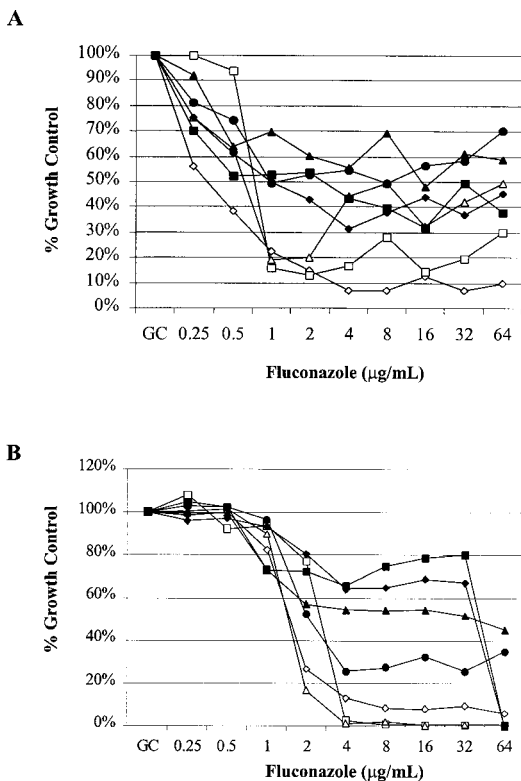 A
100%
90%
80%
70%
60%
50%
40%
30%
20%
10%
0%
% Growth Control
GC 0.25 0.5 1 2 4 8 16 32 64
Fluconazole (µg/mL)
B
120%
100%
80%
60%
40%
20%
0%
% Growth Control
GC 0.25 0.5 1 2 4 8 16 32 64
Fluconazole (µg/mL)